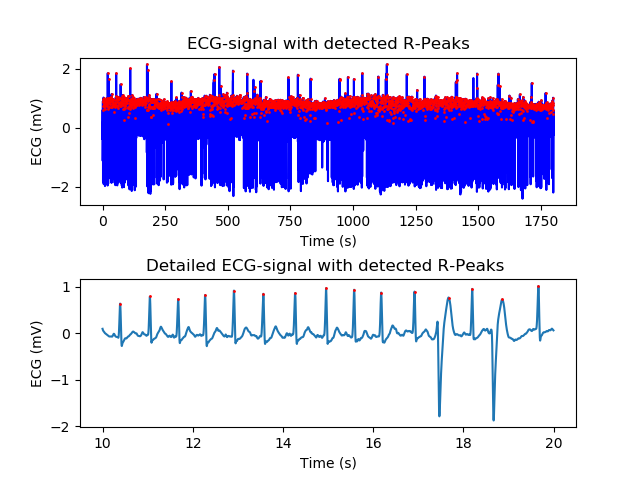 ECG-signal with detected R-Peaks
2
0
−2
ECG (mV)
0 250 500 750 1000 1250 1500 1750
Time (s)
Detailed ECG-signal with detected R-Peaks
1
0
−1
−2
ECG (mV)
10 12 14 16 18 20
Time (s)